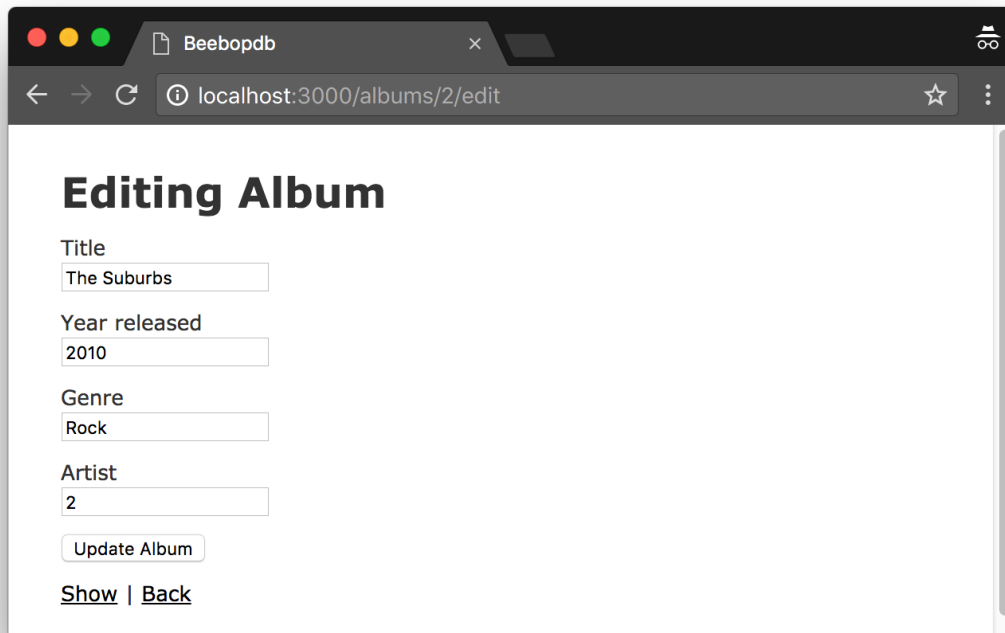 Beebopdb
localhost:3000/albums/2/edit
Editing Album
Title
The Suburbs
Year released
2010
Genre
Rock
Artist
2
Update Album
Show | Back